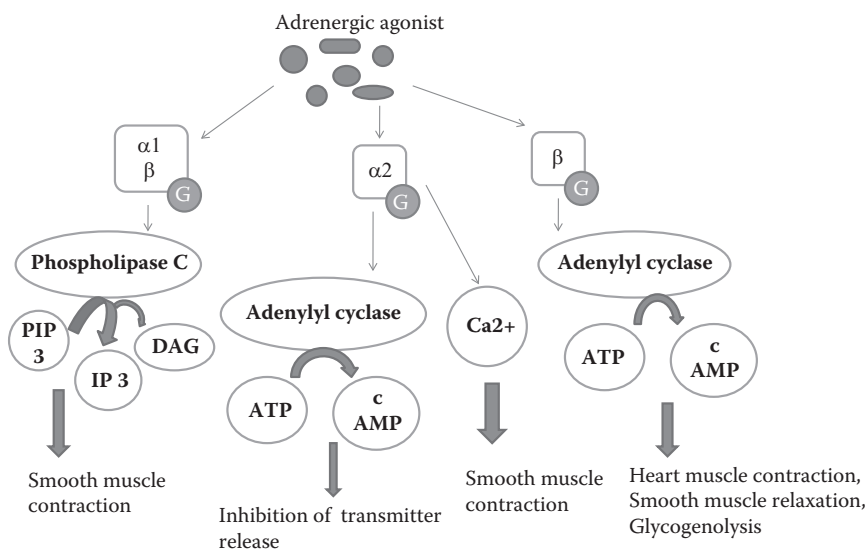 Adrenergic agonist
α1
β
G
α2
G
β
G
Phospholipase C
PIP
3
IP 3
DAG
Smooth muscle
contraction
Adenylyl cyclase
ATP
c
AMP
Inhibition of transmitter
release
Ca2+
Smooth muscle
contraction
Adenylyl cyclase
ATP
c
AMP
Heart muscle contraction,
Smooth muscle relaxation,
Glycogenolysis